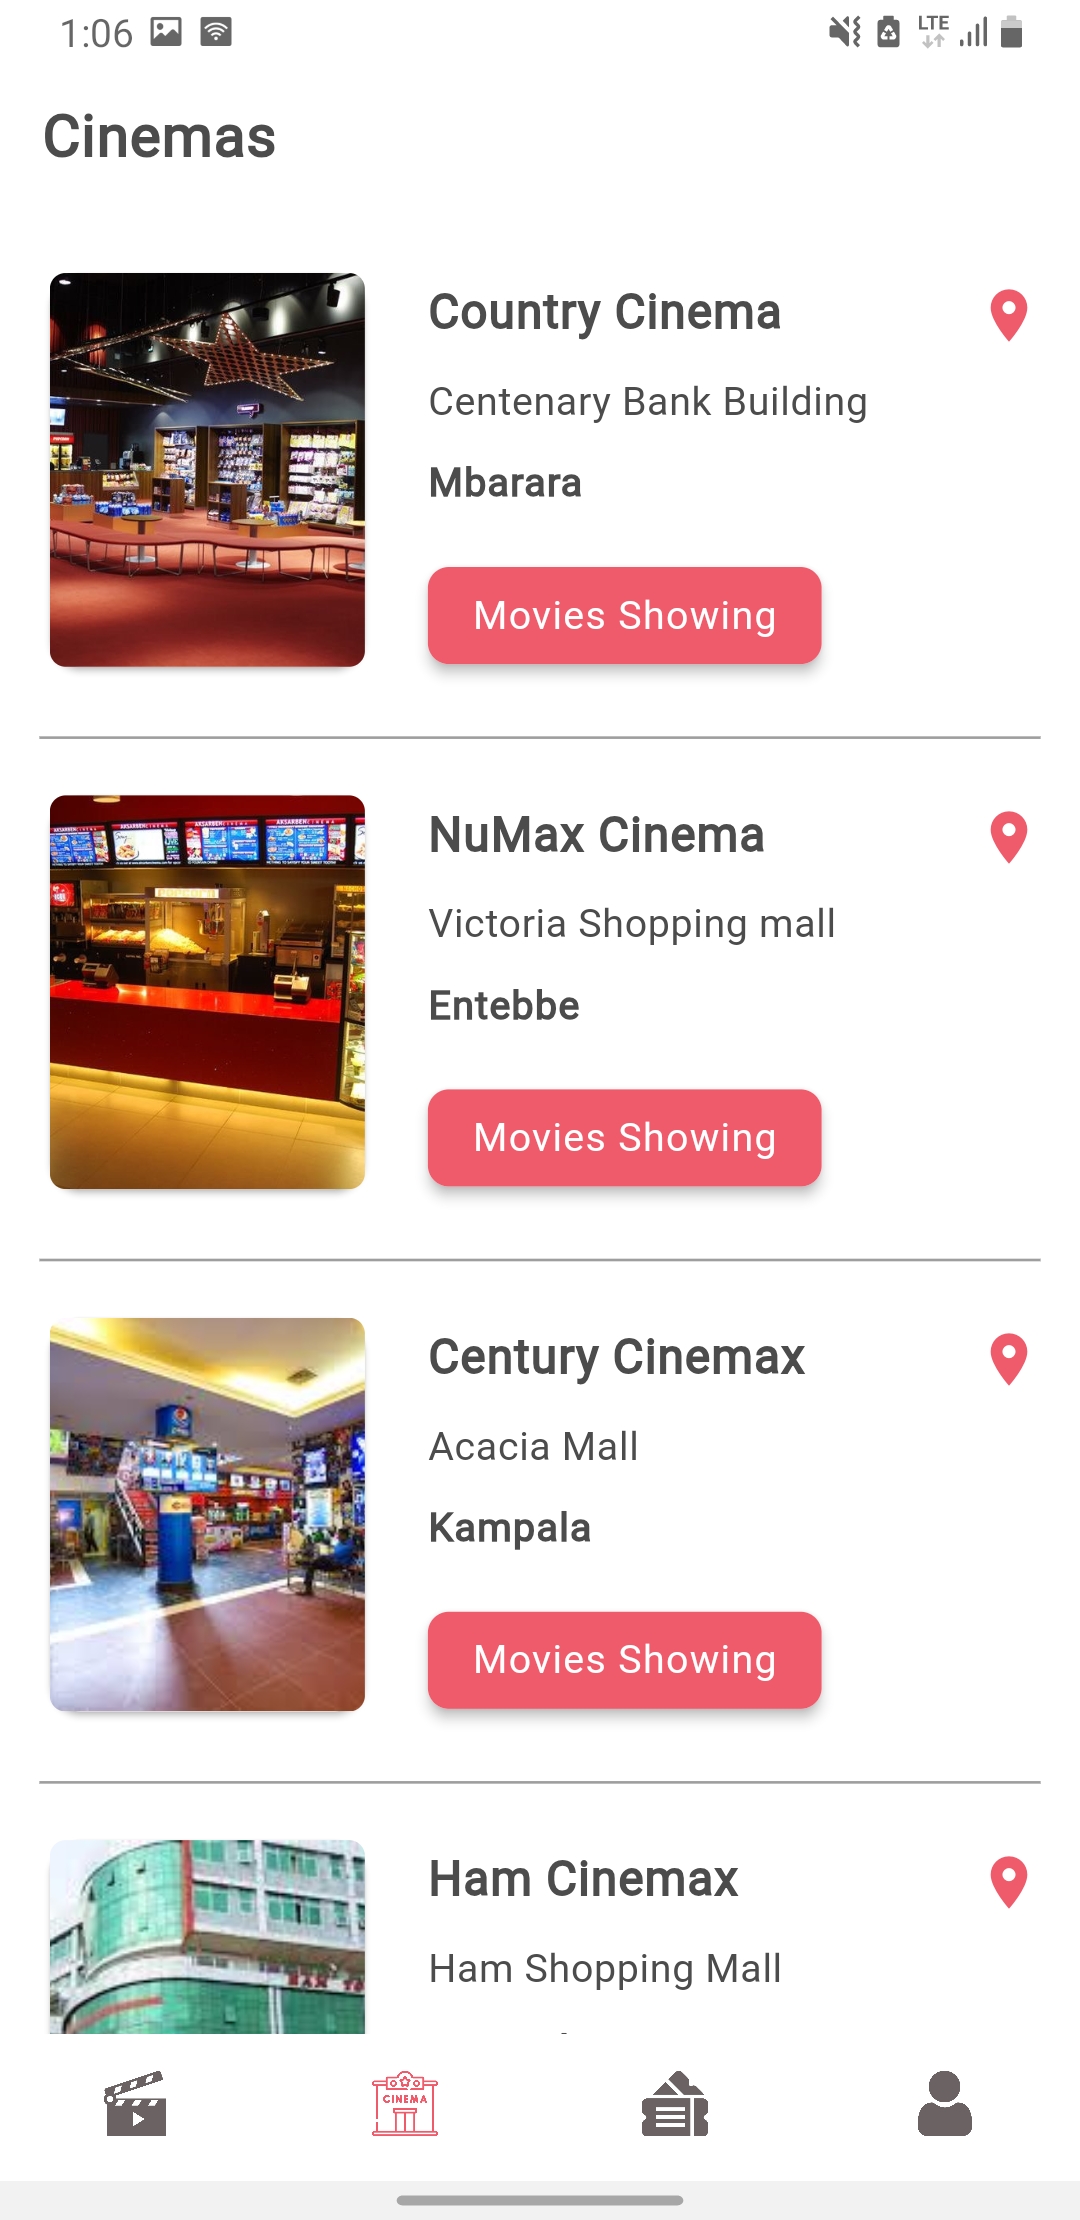 1:06
LTE
Cinemas
Country Cinema
Centenary Bank Building
Mbarara
Movies Showing
NuMax Cinema
Victoria Shopping mall
Entebbe
Movies Showing
Century Cinemax
Acacia Mall
Kampala
Movies Showing
Ham Cinemax
Ham Shopping Mall
CINEMA